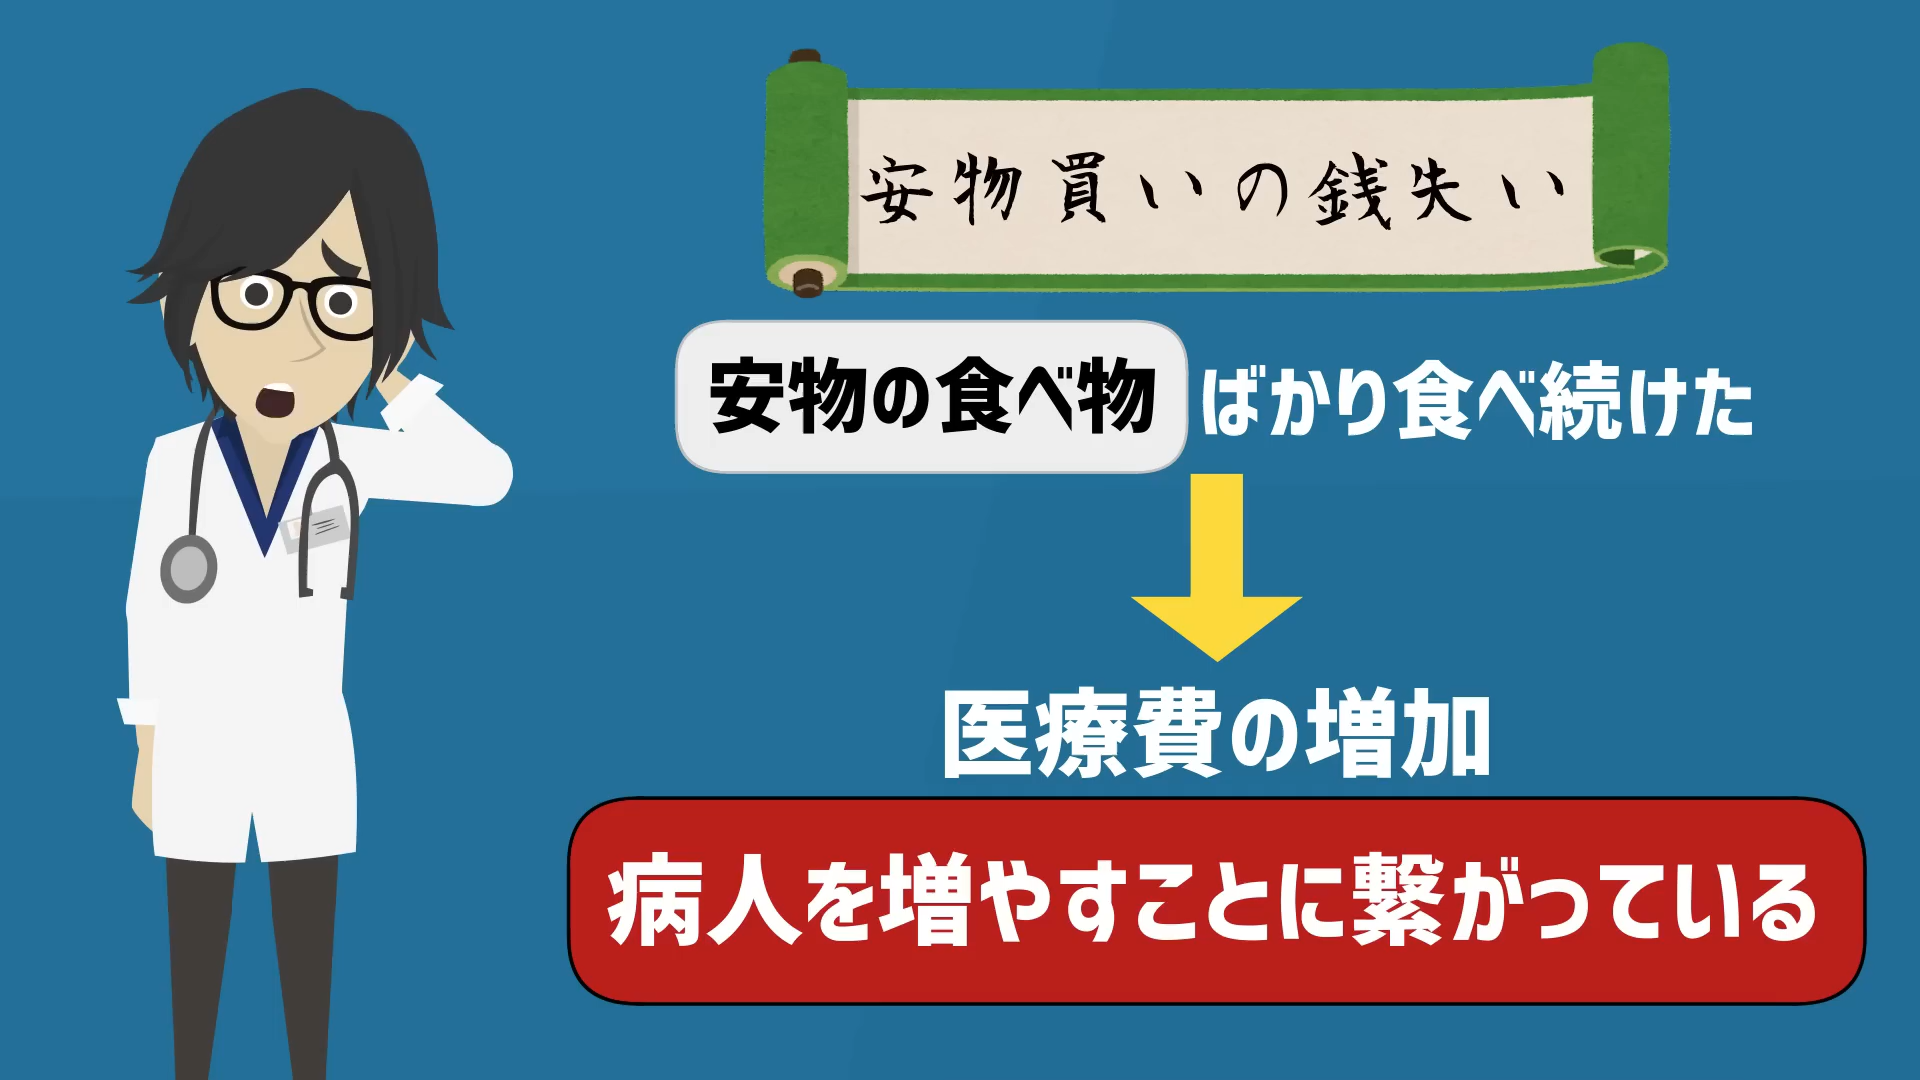 安物買いの銭失い
安物の食べ物 ばかり食べ続けた
医療費の増加
病人を増やすことに繋がっている